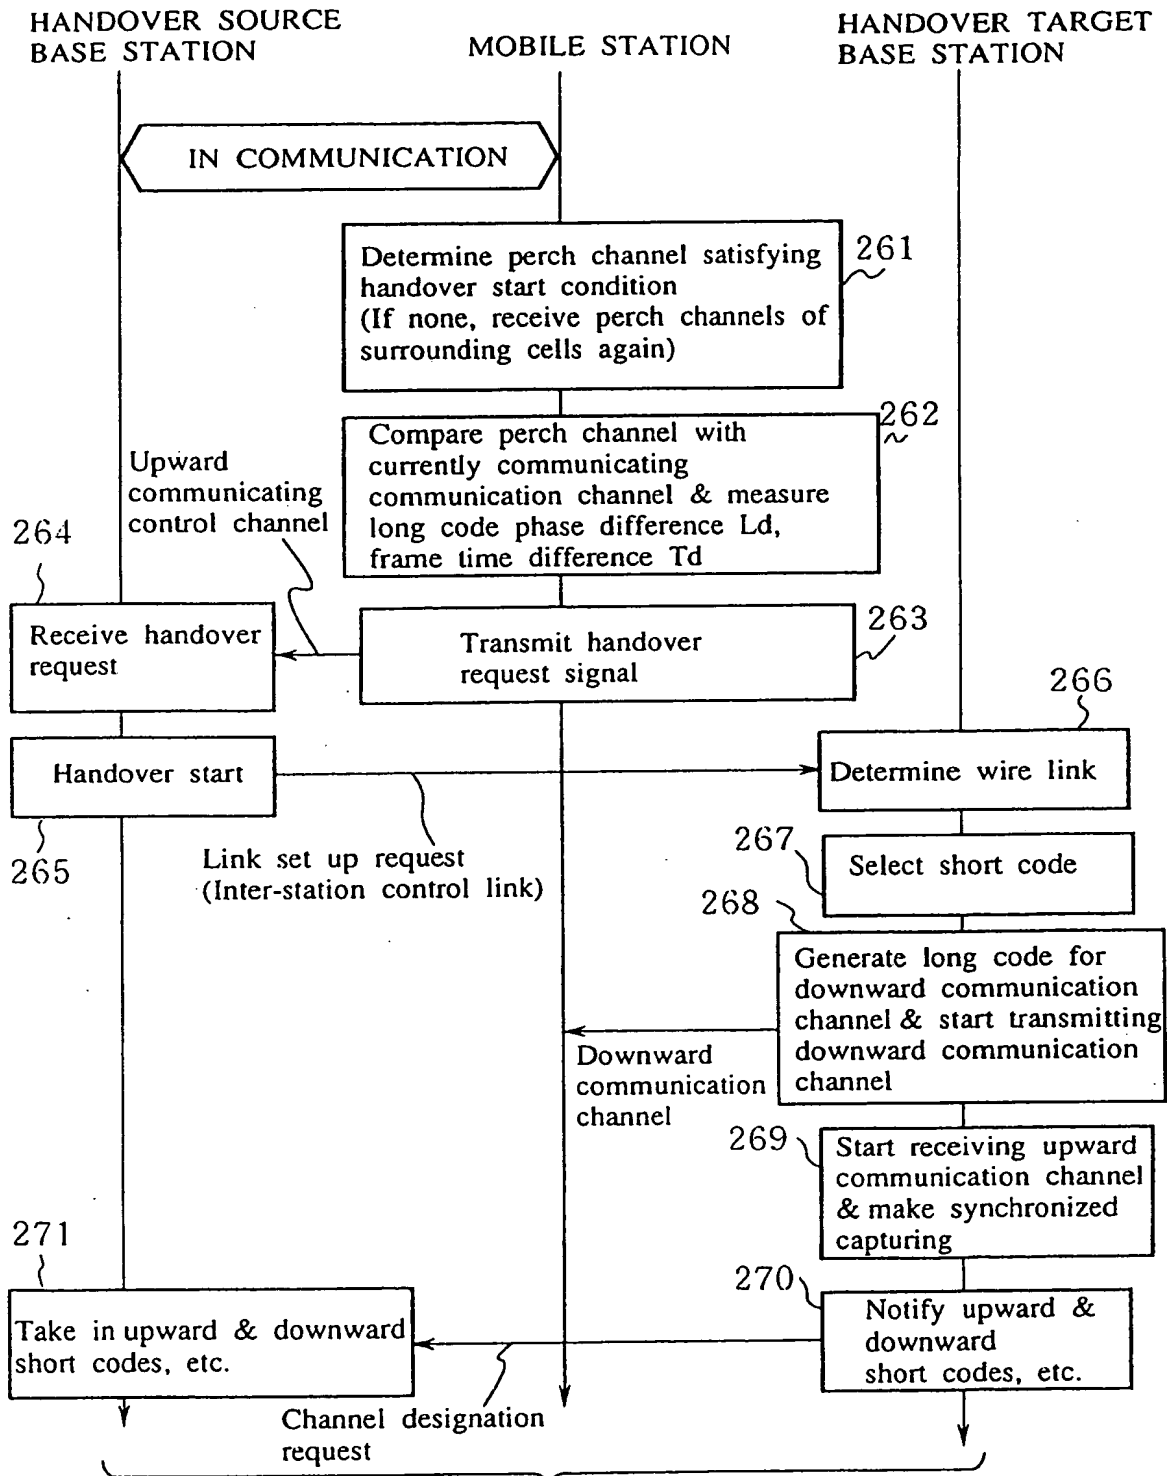 HANDOVER SOURCE
BASE STATION
MOBILE STATION
HANDOVER TARGET
BASE STATION
IN COMMUNICATION
261
Determine perch channel satisfying
handover start condition
(If none, receive perch channels of
surrounding cells again)
262
Compare perch channel with
currently communicating
communication channel & measure
long code phase difference Ld,
frame time difference Td
Upward
communicating
control channel
264
Receive handover
request
263
Transmit handover
request signal
266
Handover start
Determine wire link
265
Link set up request
(Inter-station control link)
267
Select short code
268
Generate long code for
downward communication
channel & start transmitting
downward communication
channel
Downward
communication
channel
269
Start receiving upward
communication channel
& make synchronized
capturing
271
270
Take in upward & downward
short codes, etc.
Notify upward &
downward
short codes, etc.
Channel designation
request